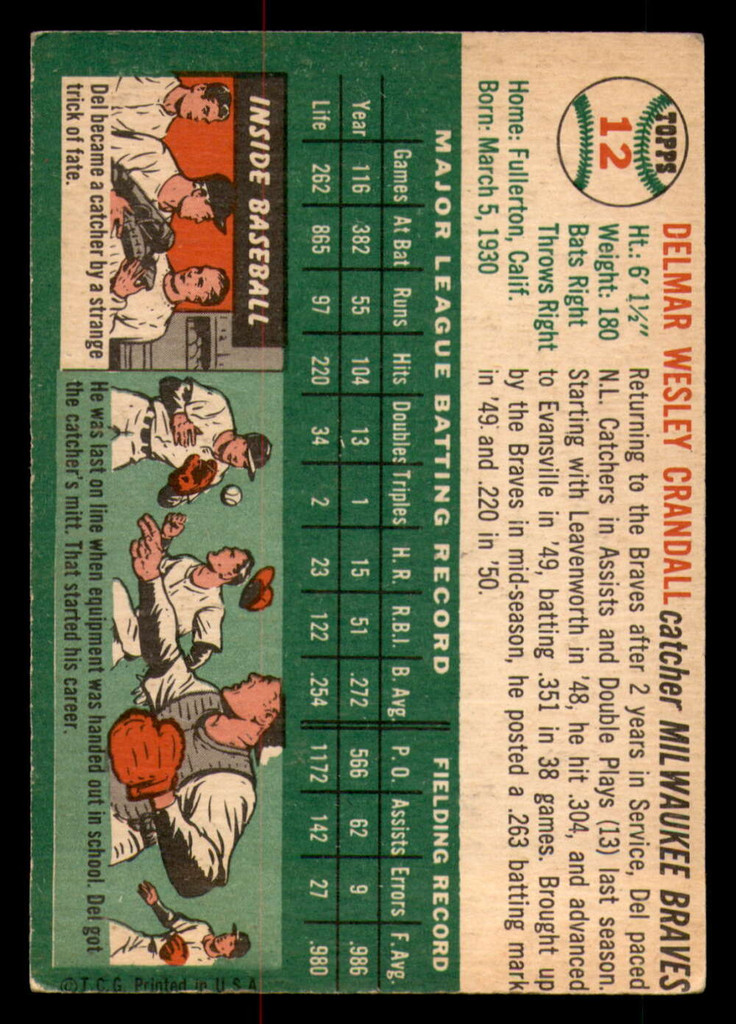 TOPPS
12
DELMAR WESLEY CRANDALL catcher MILWAUKEE BRAVES
Ht.: 6' 1½"
Weight: 180
Bats Right
Throws Right
Home: Fullerton, Calif.
Born: March 5, 1930
Returning to the Braves after 2 years in Service, Del paced
N.L. Catchers in Assists and Double Plays (13) last season.
Starting with Leavenworth in '48, he hit .304, and advanced
to Evansville in '49, batting .351 in 38 games. Brought up
by the Braves in mid-season, he posted a .263 batting mark
in '49. and .220 in '50.
MAJOR LEAGUE BATTING RECORD FIELDING RECORD
Games At Bat Runs Hits Doubles Triples H. R. R.B.I. B. Avg. P. O. Assists Errors F. Avg.
Year 116 382 55 104 13 1 15 51 .272 566 62 9 .986
Life 262 865 97 220 34 2 23 122 .254 1172 142 27 .980
INSIDE BASEBALL
Del became a catcher by a strange
trick of fate.
He was last on line when equipment was handed out in school. Del got
the catcher's mitt. That started his career.
©T. C. G. Printed in U S A